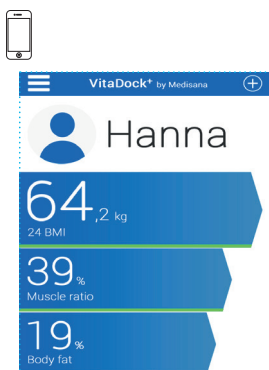 VitaDock+ by Medisana
Hanna
64,2 kg
24 BMI
39%
Muscle ratio
19%
Body fat